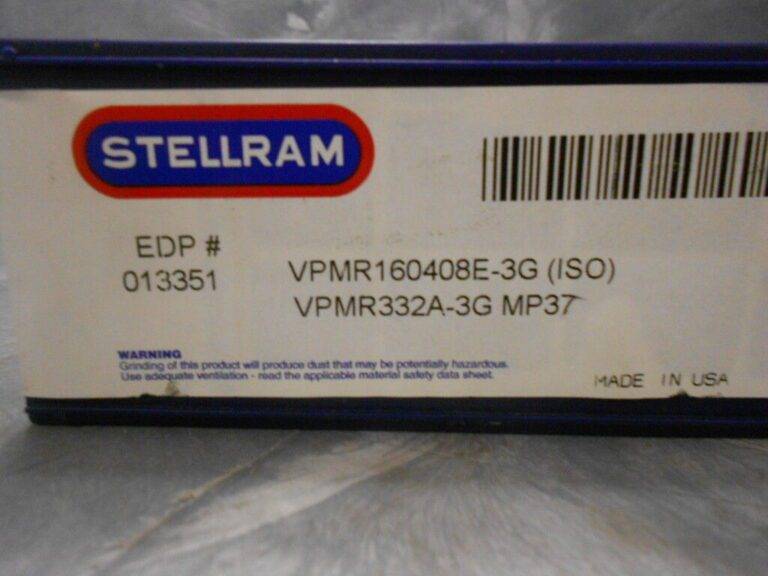 STELLRAM
EDP #
013351
VPMR160408E-3G (ISO)
VPMR332A-3G MP37
WARNING
Grinding of this product will produce dust that may be potentially hazardous.
Use adequate ventilation - read the applicable material safety data sheet.
MADE IN USA